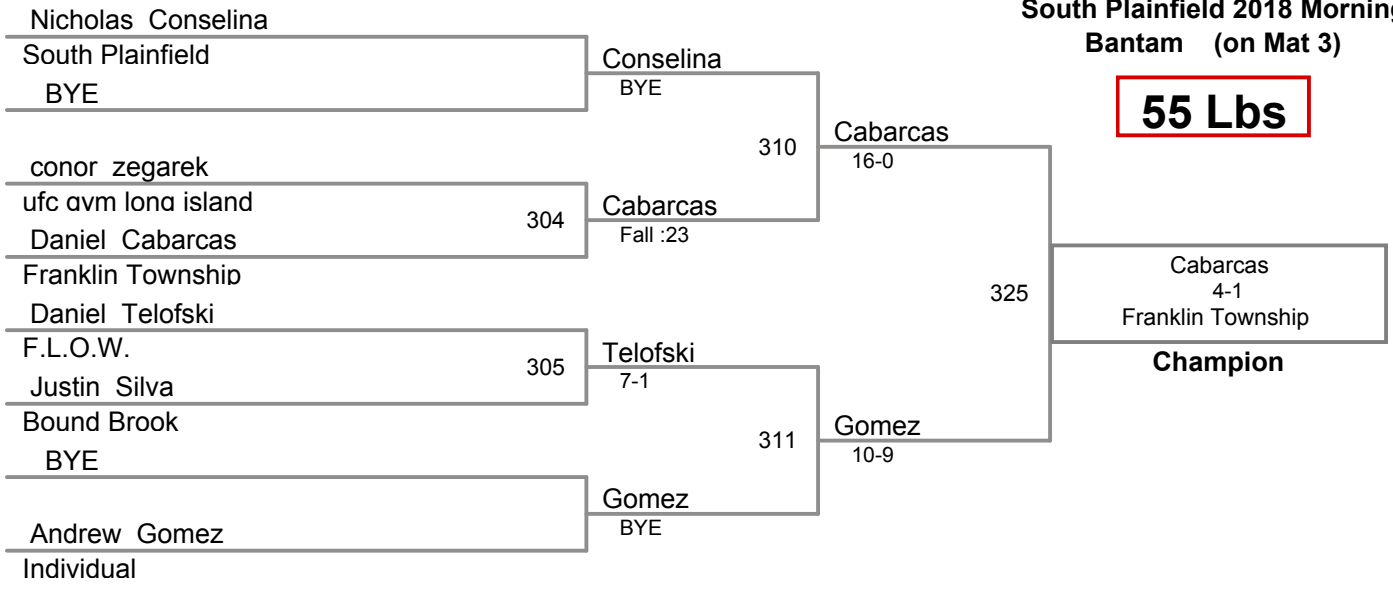 South Plainfield 2018 Morning
Bantam (on Mat 3)
55 Lbs
Nicholas Conselina
South Plainfield
BYE
conor zegarek
ufc gym long island
Daniel Cabarcas
Franklin Township
Daniel Telofski
F.L.O.W.
Justin Silva
Bound Brook
BYE
Andrew Gomez
Individual
304
305
Conselina
BYE
Cabarcas
Fall :23
Telofski
7-1
Gomez
BYE
310
311
Cabarcas
16-0
Gomez
10-9
325
Cabarcas
4-1
Franklin Township
Champion